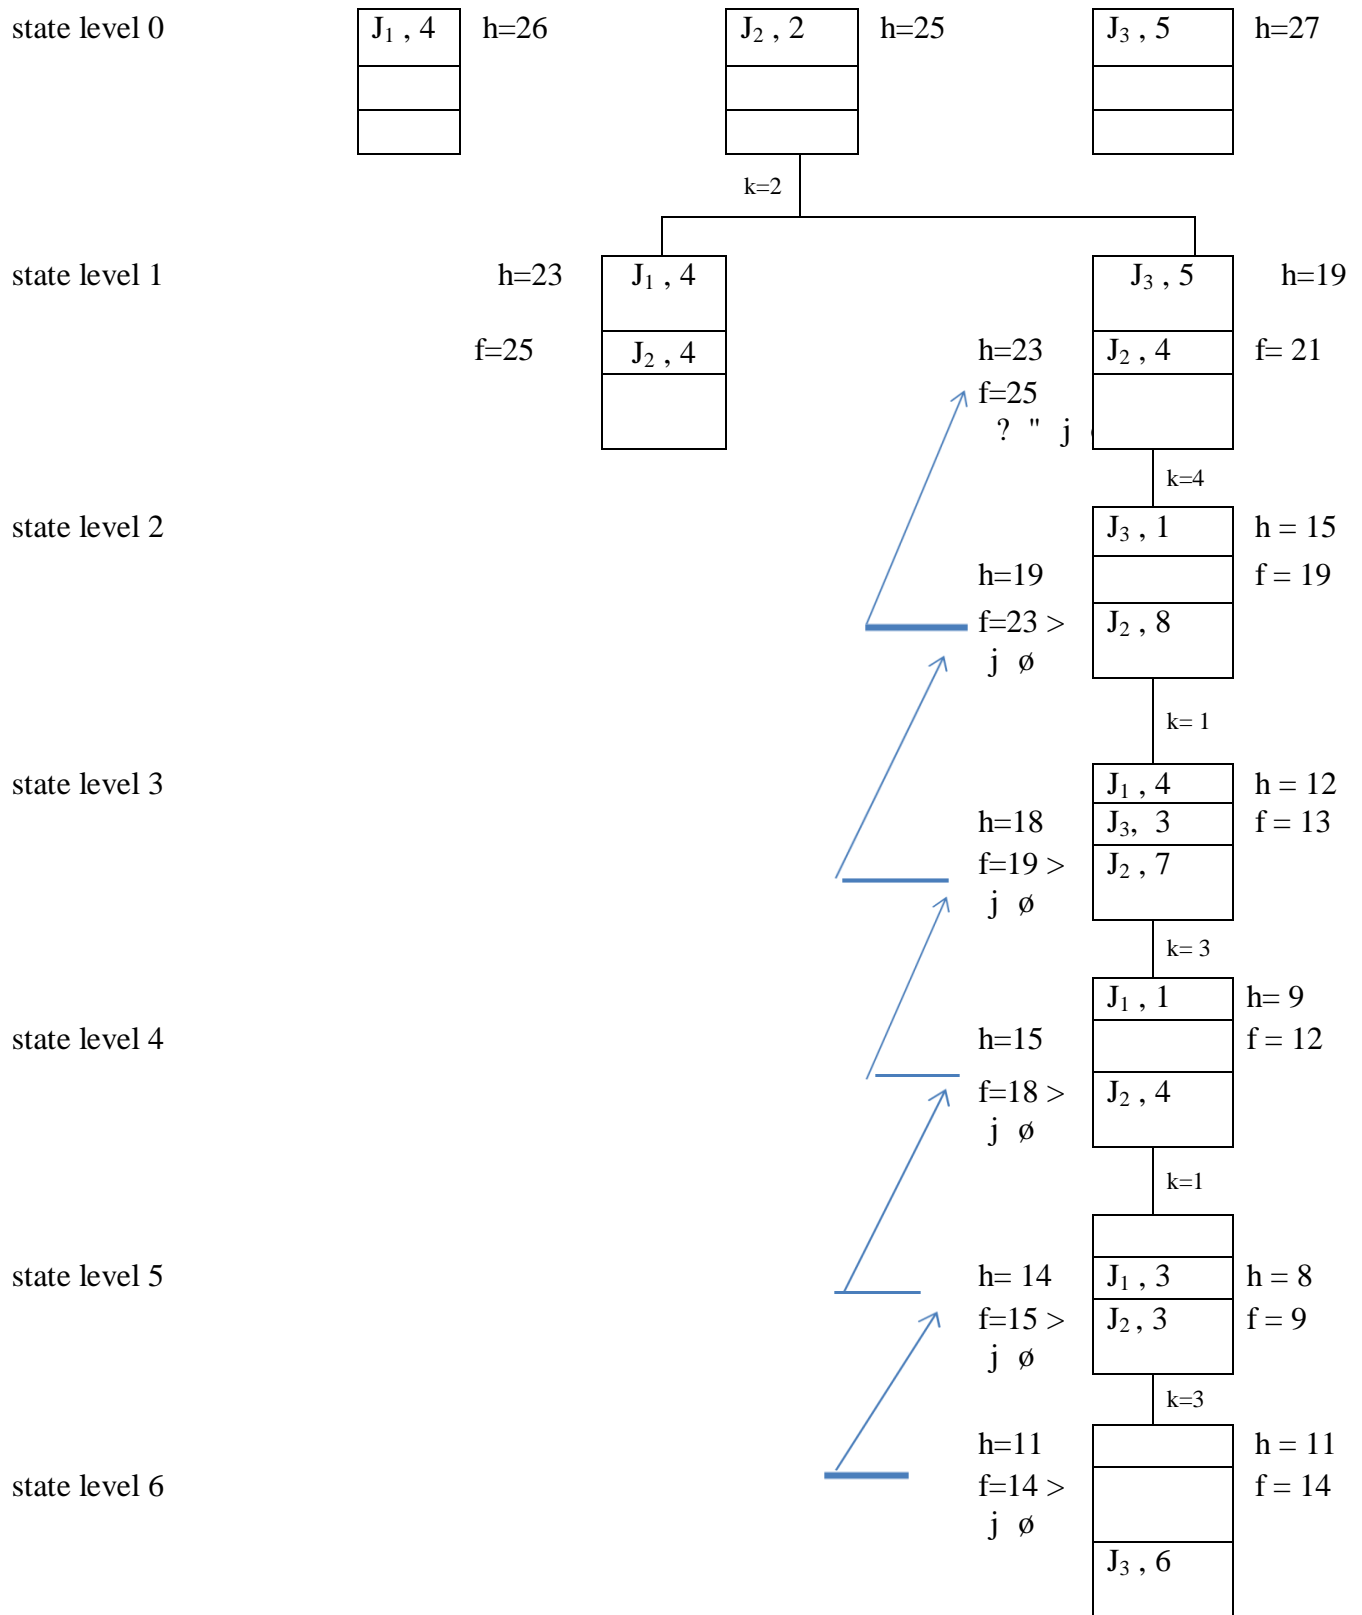 state level 0 J₁ , 4 h=26 J₂ , 2 h=25 J₃ , 5 h=27
k=2
state level 1 h=23 J₁ , 4 J₃ , 5 h=19
f=25 J₂ , 4 h=23 J₂ , 4 f= 21
f=25
? " j
k=4
state level 2 J₃ , 1 h = 15
h=19 f = 19
f=23 > J₂ , 8
j ø
k= 1
state level 3 J₁ , 4 h = 12
h=18 J₃, 3 f = 13
f=19 > J₂ , 7
j ø
k= 3
J₁ , 1 h= 9
state level 4 h=15 f = 12
f=18 > J₂ , 4
j ø
k=1
state level 5 h= 14 J₁ , 3 h = 8
f=15 > J₂ , 3 f = 9
j ø
k=3
h=11 h = 11
state level 6 f=14 > f = 14
j ø
J₃ , 6